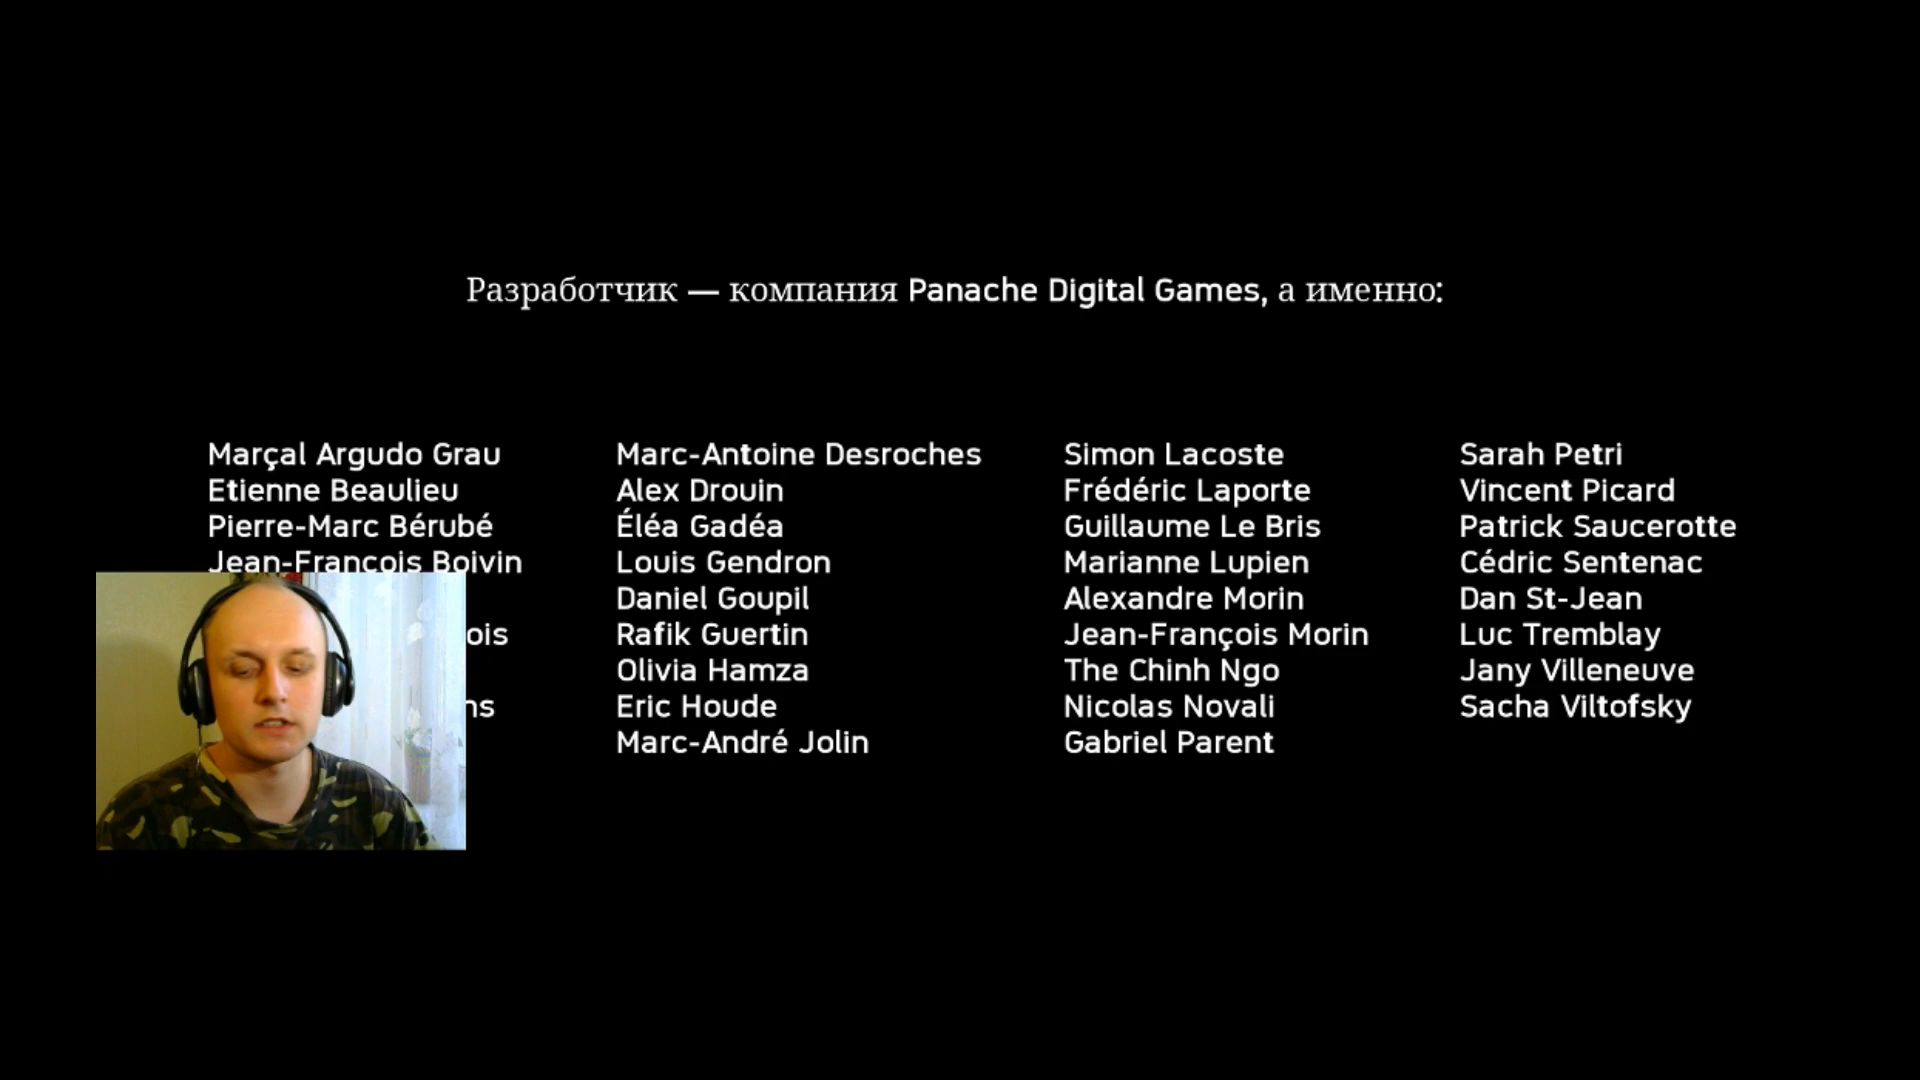 Разработчик — компания Panache Digital Games, а именно:
Marçal Argudo Grau
Etienne Beaulieu
Pierre-Marc Bérubé
Jean-François Boivin
Marc-Antoine Desroches
Alex Drouin
Éléa Gadéa
Louis Gendron
Daniel Goupil
Rafik Guertin
Olivia Hamza
Eric Houde
Marc-André Jolin
Simon Lacoste
Frédéric Laporte
Guillaume Le Bris
Marianne Lupien
Alexandre Morin
Jean-François Morin
The Chinh Ngo
Nicolas Novali
Gabriel Parent
Sarah Petri
Vincent Picard
Patrick Saucerotte
Cédric Sentenac
Dan St-Jean
Luc Tremblay
Jany Villeneuve
Sacha Viltofsky